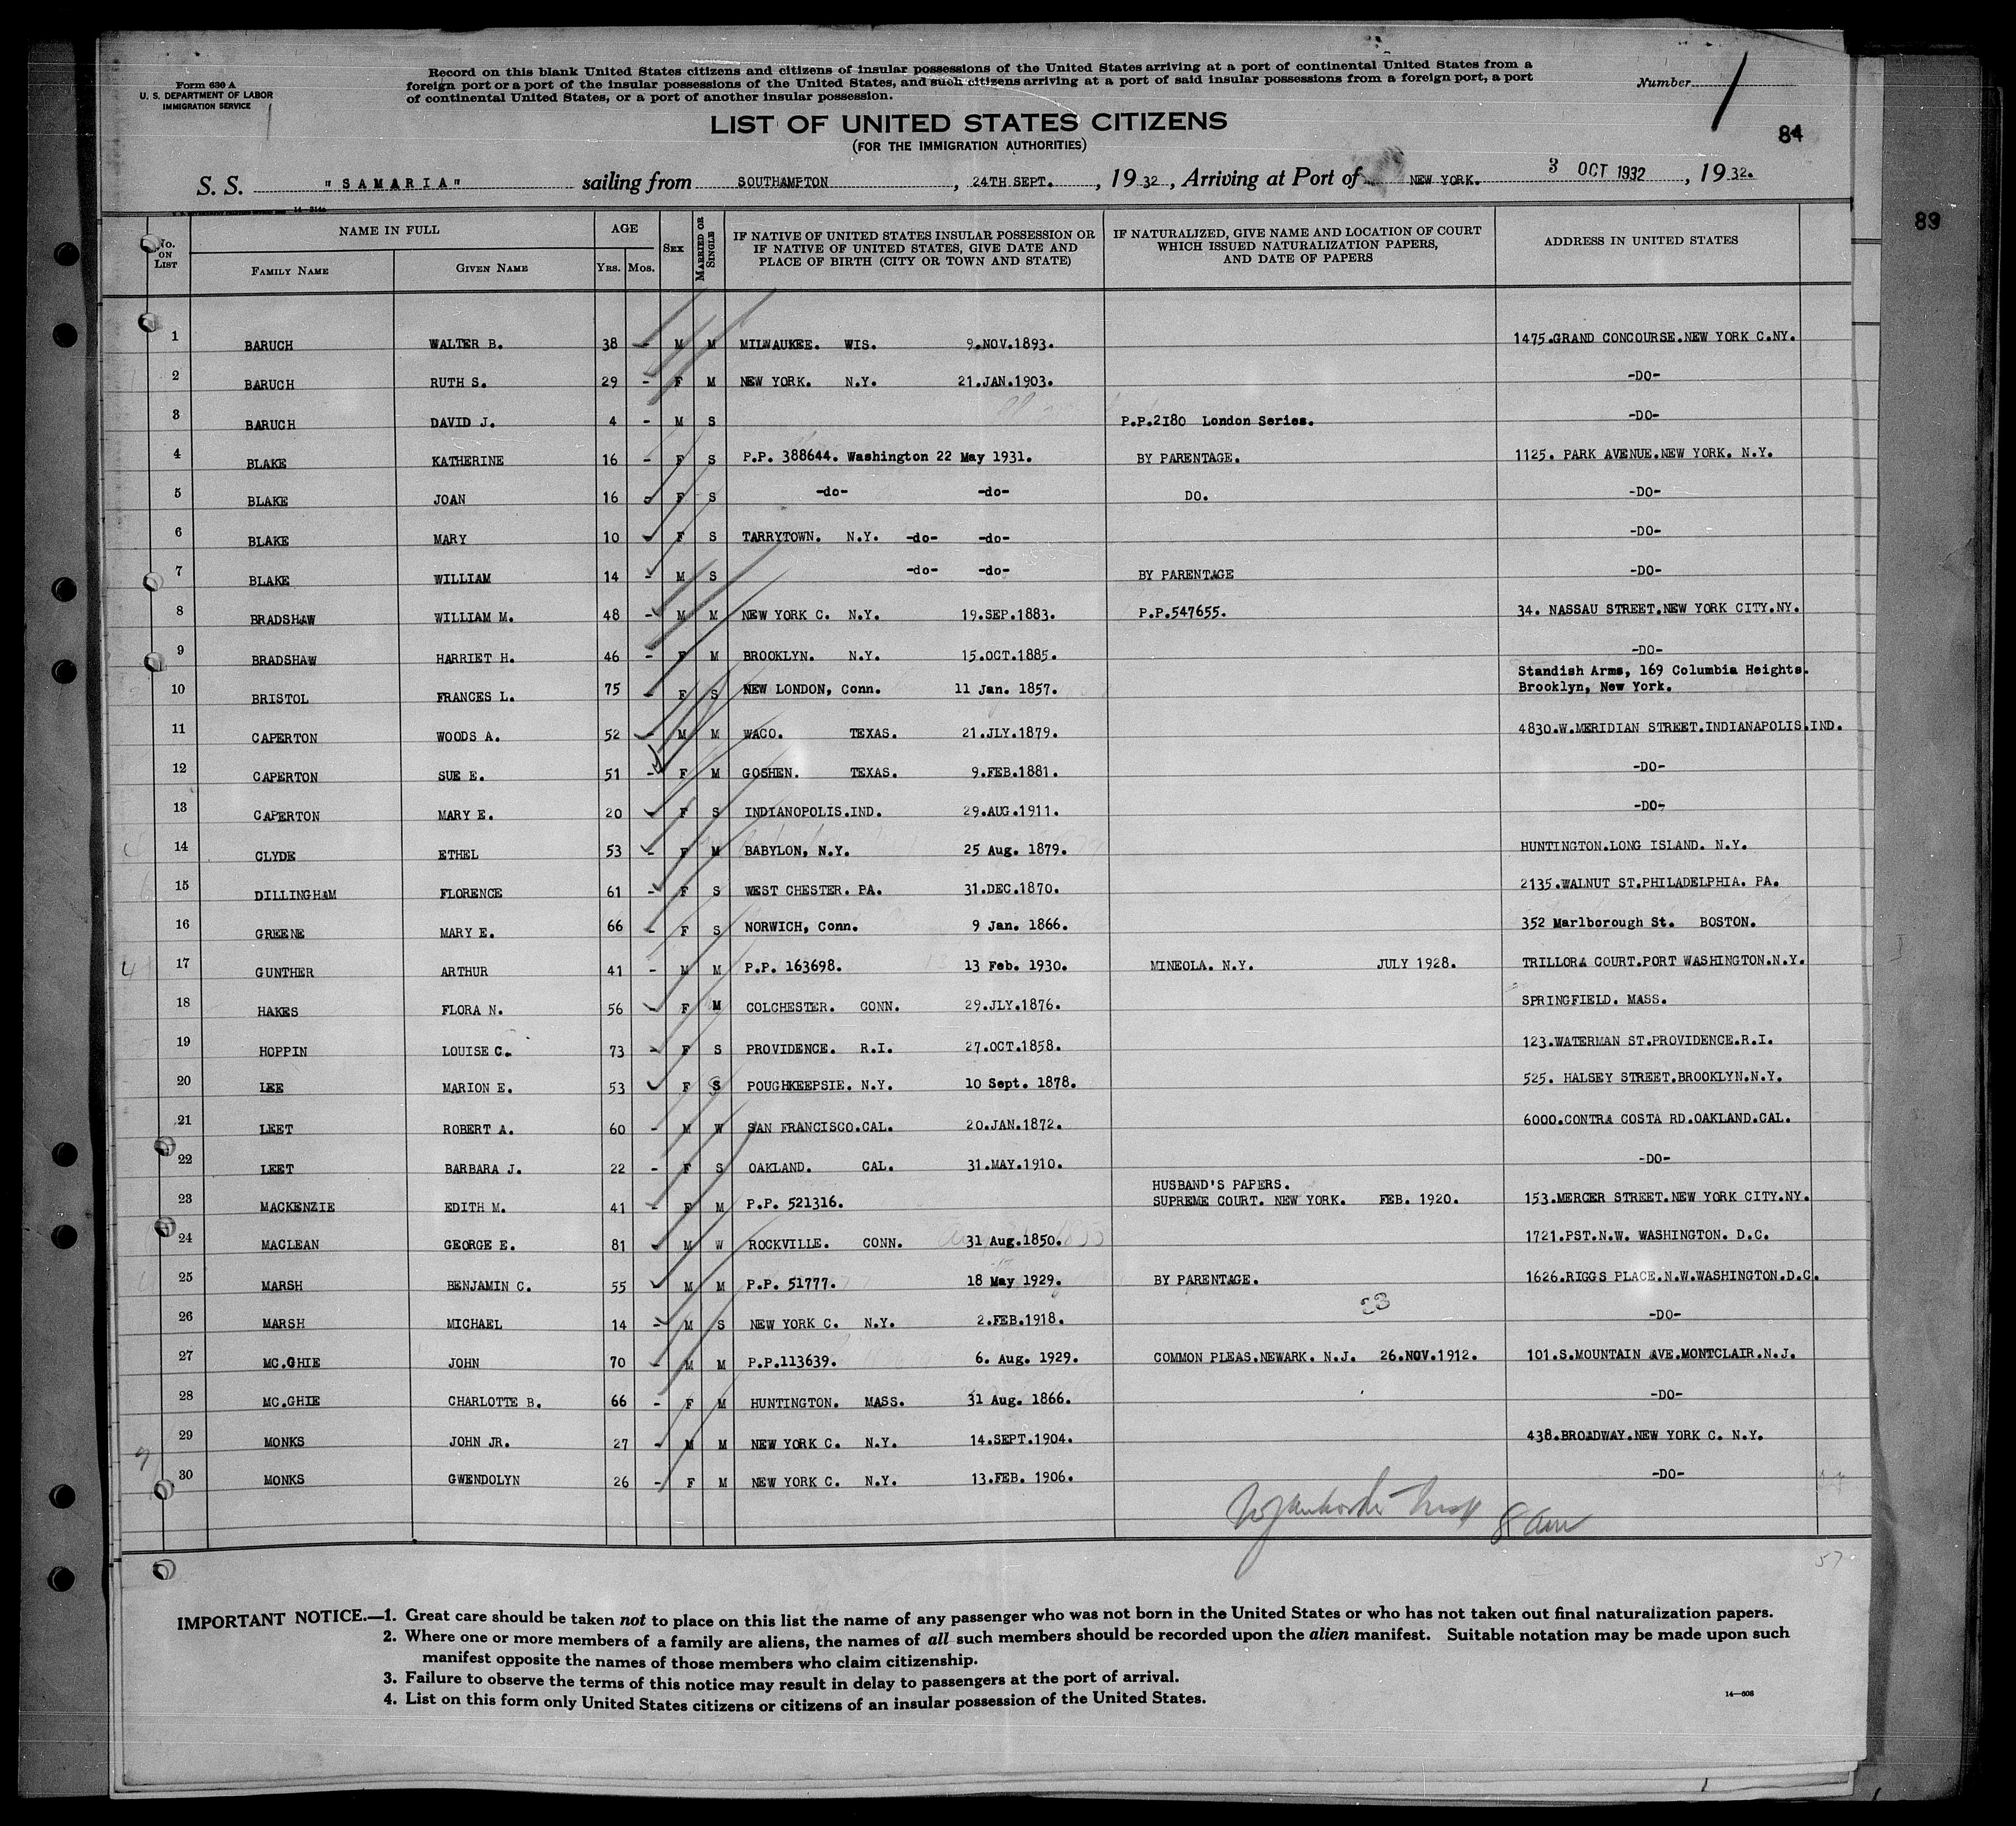 Form 630 A
U. S. DEPARTMENT OF LABOR
IMMIGRATION SERVICE
Record on this blank United States citizens and citizens of insular possessions of the United States arriving at a port of continental United States from a
foreign port or a port of the insular possessions of the United States, and such citizens arriving at a port of said insular possessions from a foreign port, a port
of continental United States, or a port of another insular possession.
Number 1
LIST OF UNITED STATES CITIZENS
(FOR THE IMMIGRATION AUTHORITIES)
84
S. S. "SAMARIA" sailing from SOUTHAMPTON, 24TH SEPT., 1932, Arriving at Port of NEW YORK. 3 OCT 1932, 1932.
89
No. ON LIST
NAME IN FULL
FAMILY NAME
GIVEN NAME
AGE
YRS. MOS.
SEX
MARRIED OR SINGLE
IF NATIVE OF UNITED STATES INSULAR POSSESSION OR
IF NATIVE OF UNITED STATES, GIVE DATE AND
PLACE OF BIRTH (CITY OR TOWN AND STATE)
IF NATURALIZED, GIVE NAME AND LOCATION OF COURT
WHICH ISSUED NATURALIZATION PAPERS,
AND DATE OF PAPERS
ADDRESS IN UNITED STATES
1 BARUCH WALTER B. 38 - M M MILWAUKEE. WIS. 9.NOV.1893. 1475.GRAND CONCOURSE.NEW YORK C.NY.
2 BARUCH RUTH S. 29 - F M NEW YORK. N.Y. 21.JAN.1903. -DO-
3 BARUCH DAVID J. 4 - M S P.P.2180 London Series. -DO-
4 BLAKE KATHERINE 16 - F S P.P. 388644. Washington 22 May 1931. BY PARENTAGE. 1125. PARK AVENUE.NEW YORK. N.Y.
5 BLAKE JOAN 16 - F S -do- -do- DO. -DO-
6 BLAKE MARY 10 - F S TARRYTOWN. N.Y. -do- -do- -DO-
7 BLAKE WILLIAM 14 - M S -do- -do- BY PARENTAGE -DO-
8 BRADSHAW WILLIAM M. 48 - M M NEW YORK C. N.Y. 19.SEP.1883. P.P.547655. 34. NASSAU STREET.NEW YORK CITY.NY.
9 BRADSHAW HARRIET H. 46 - F M BROOKLYN. N.Y. 15.OCT.1885. -DO-
10 BRISTOL FRANCES L. 75 - F S NEW LONDON, Conn. 11 Jan. 1857. Standish Arms, 169 Columbia Heights.
Brooklyn, New York.
11 CAPERTON WOODS A. 52 - M M WACO. TEXAS. 21.JLY.1879. 4830.W.MERIDIAN STREET.INDIANAPOLIS.IND.
12 CAPERTON SUE E. 51 - F M GOSHEN. TEXAS. 9.FEB.1881. -DO-
13 CAPERTON MARY E. 20 - F S INDIANOPOLIS.IND. 29.AUG.1911. -DO-
14 CLYDE ETHEL 53 - F M BABYLON, N.Y. 25 Aug. 1879. HUNTINGTON.LONG ISLAND. N.Y.
15 DILLINGHAM FLORENCE 61 - F S WEST CHESTER. PA. 31.DEC.1870. 2135.WALNUT ST.PHILADELPHIA. PA.
16 GREENE MARY E. 66 - F S NORWICH, Conn. 9 Jan. 1866. 352 Marlborough St. BOSTON.
17 GUNTHER ARTHUR 41 - M M P.P. 163698. 13 Feb. 1930. MINEOLA. N.Y. JULY 1928. TRILLORA COURT.PORT WASHINGTON.N.Y.
18 HAKES FLORA N. 56 - F M COLCHESTER. CONN. 29.JLY.1876. SPRINGFIELD. MASS.
19 HOPPIN LOUISE C. 73 - F S PROVIDENCE. R.I. 27.OCT.1858. 123.WATERMAN ST.PROVIDENCE.R.I.
20 LEE MARION E. 53 - F S POUGHKEEPSIE. N.Y. 10 Sept. 1878. 525. HALSEY STREET.BROOKLYN.N.Y.
21 LEET ROBERT A. 60 - M W SAN FRANCISCO.CAL. 20.JAN.1872. 6000.CONTRA COSTA RD.OAKLAND.CAL.
22 LEET BARBARA J. 22 - F S OAKLAND. CAL. 31.MAY.1910. -DO-
HUSBAND'S PAPERS.
23 MACKENZIE EDITH M. 41 - F M P.P. 521316. SUPREME COURT. NEW YORK. FEB. 1920. 153.MERCER STREET.NEW YORK CITY.NY.
24 MACLEAN GEORGE E. 81 - M W ROCKVILLE. CONN. 31 Aug.1850. 1721.PST.N.W. WASHINGTON. D.C.
25 MARSH BENJAMIN C. 55 - M M P.P. 51777. 18 May 1929. BY PARENTAGE. 1626.RIGGS PLACE.N.W.WASHINGTON.D.C.
23
26 MARSH MICHAEL 14 - M S NEW YORK C. N.Y. 2.FEB.1918. -DO-
27 MC.GHIE JOHN 70 - M M P.P.113639. 6. Aug. 1929. COMMON PLEAS.NEWARK. N.J. 26.NOV.1912. 101.S.MOUNTAIN AVE.MONTCLAIR.N.J.
28 MC.GHIE CHARLOTTE B. 66 - F M HUNTINGTON. MASS. 31 Aug. 1866. -DO-
29 MONKS JOHN JR. 27 - M M NEW YORK C. N.Y. 14.SEPT.1904. 438.BROADWAY.NEW YORK C. N.Y.
30 MONKS GWENDOLYN 26 - F M NEW YORK C. N.Y. 13.FEB. 1906. -DO-
8 am
57
IMPORTANT NOTICE.—1. Great care should be taken not to place on this list the name of any passenger who was not born in the United States or who has not taken out final naturalization papers.
2. Where one or more members of a family are aliens, the names of all such members should be recorded upon the alien manifest. Suitable notation may be made upon such
manifest opposite the names of those members who claim citizenship.
3. Failure to observe the terms of this notice may result in delay to passengers at the port of arrival.
4. List on this form only United States citizens or citizens of an insular possession of the United States.
14—608